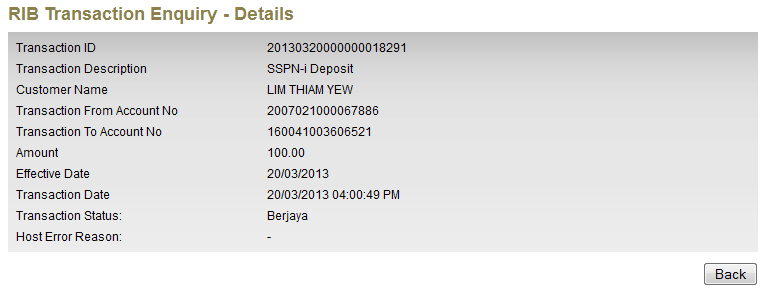 RIB Transaction Enquiry - Details
Transaction ID 20130320000000018291
Transaction Description SSPN-i Deposit
Customer Name LIM THIAM YEW
Transaction From Account No 2007021000067886
Transaction To Account No 160041003606521
Amount 100.00
Effective Date 20/03/2013
Transaction Date 20/03/2013 04:00:49 PM
Transaction Status: Berjaya
Host Error Reason: -
Back